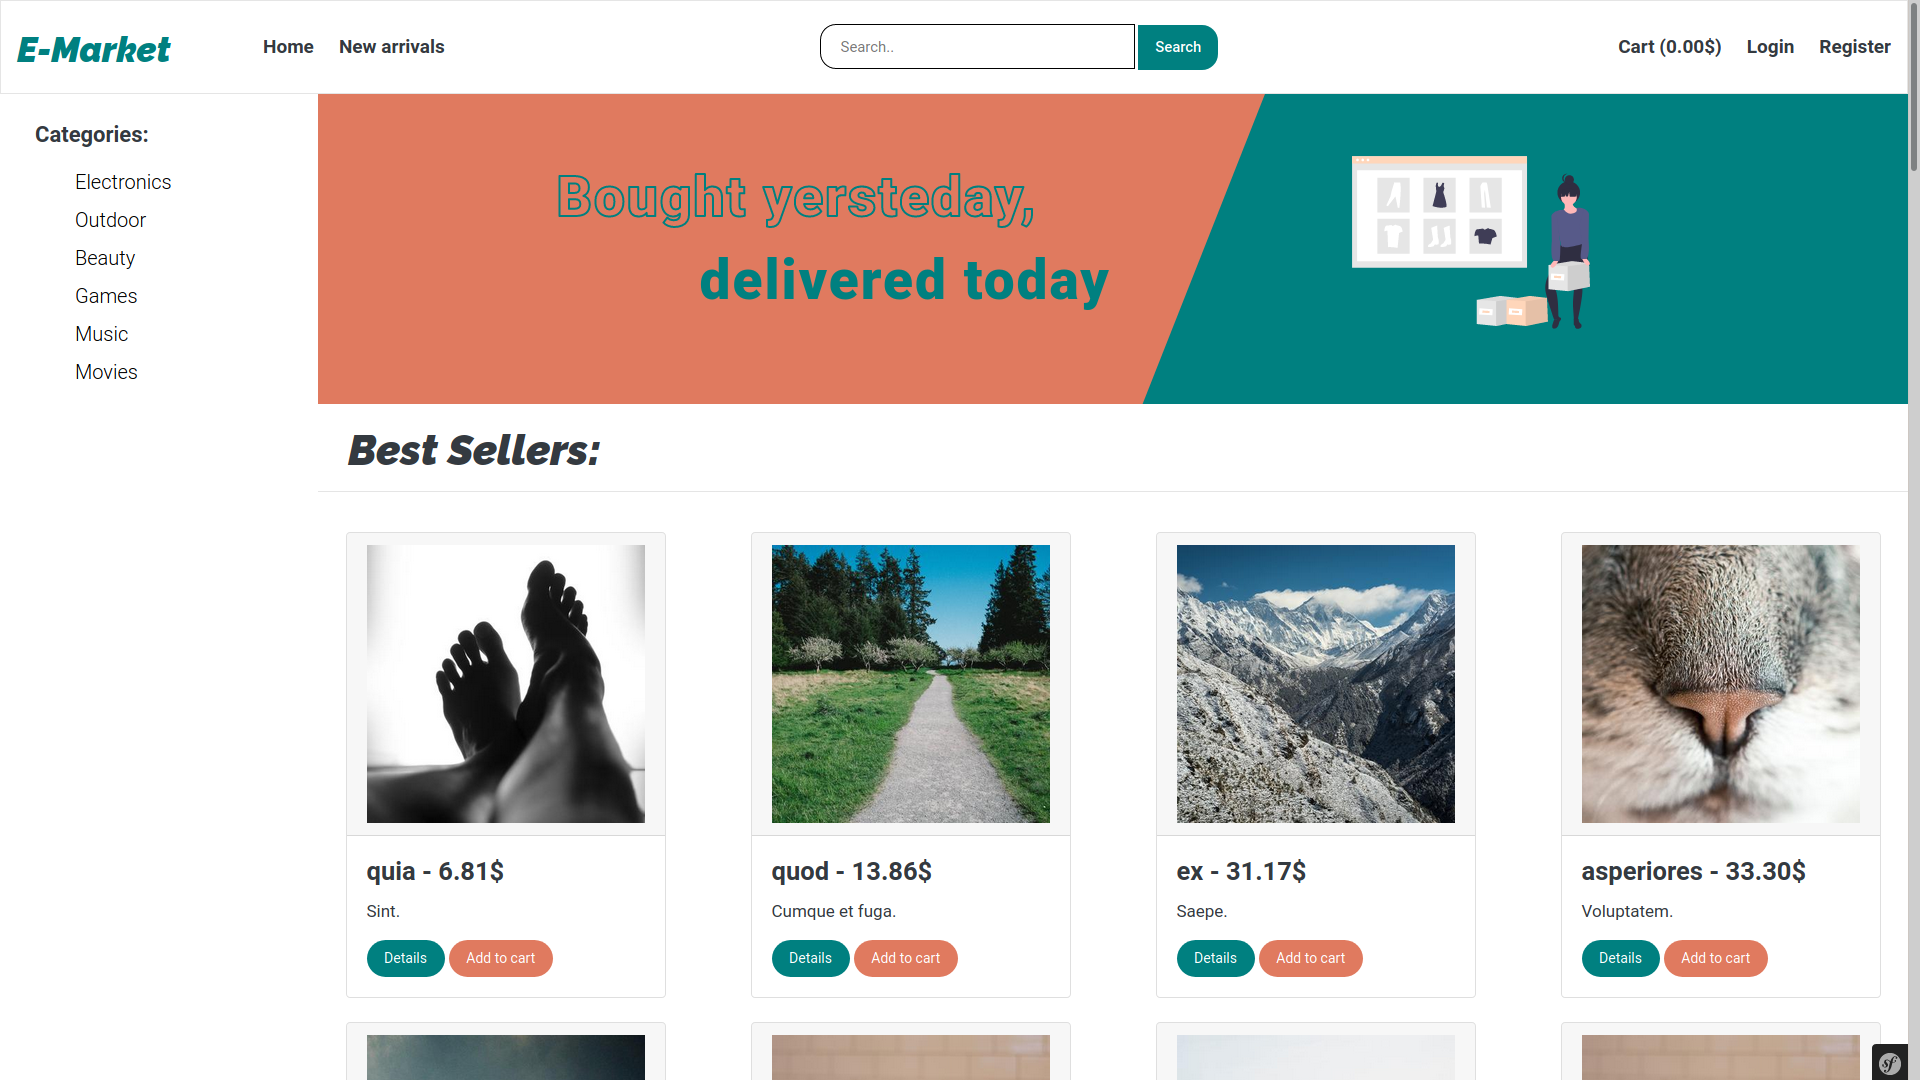 E-Market
Home
New arrivals
Search..
Search
Cart (0.00$)
Login
Register
Categories:
Electronics
Outdoor
Beauty
Games
Music
Movies
Bought yersteday,
delivered today
Best Sellers:
quia - 6.81$
Sint.
Details
Add to cart
quod - 13.86$
Cumque et fuga.
Details
Add to cart
ex - 31.17$
Saepe.
Details
Add to cart
asperiores - 33.30$
Voluptatem.
Details
Add to cart
sf